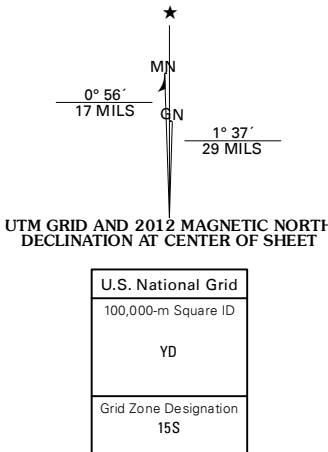 ★
MN
0° 56´
17 MILS
GN
1° 37´
29 MILS
UTM GRID AND 2012 MAGNETIC NORTH
DECLINATION AT CENTER OF SHEET
U.S. National Grid
100,000-m Square ID
YD
Grid Zone Designation
15S